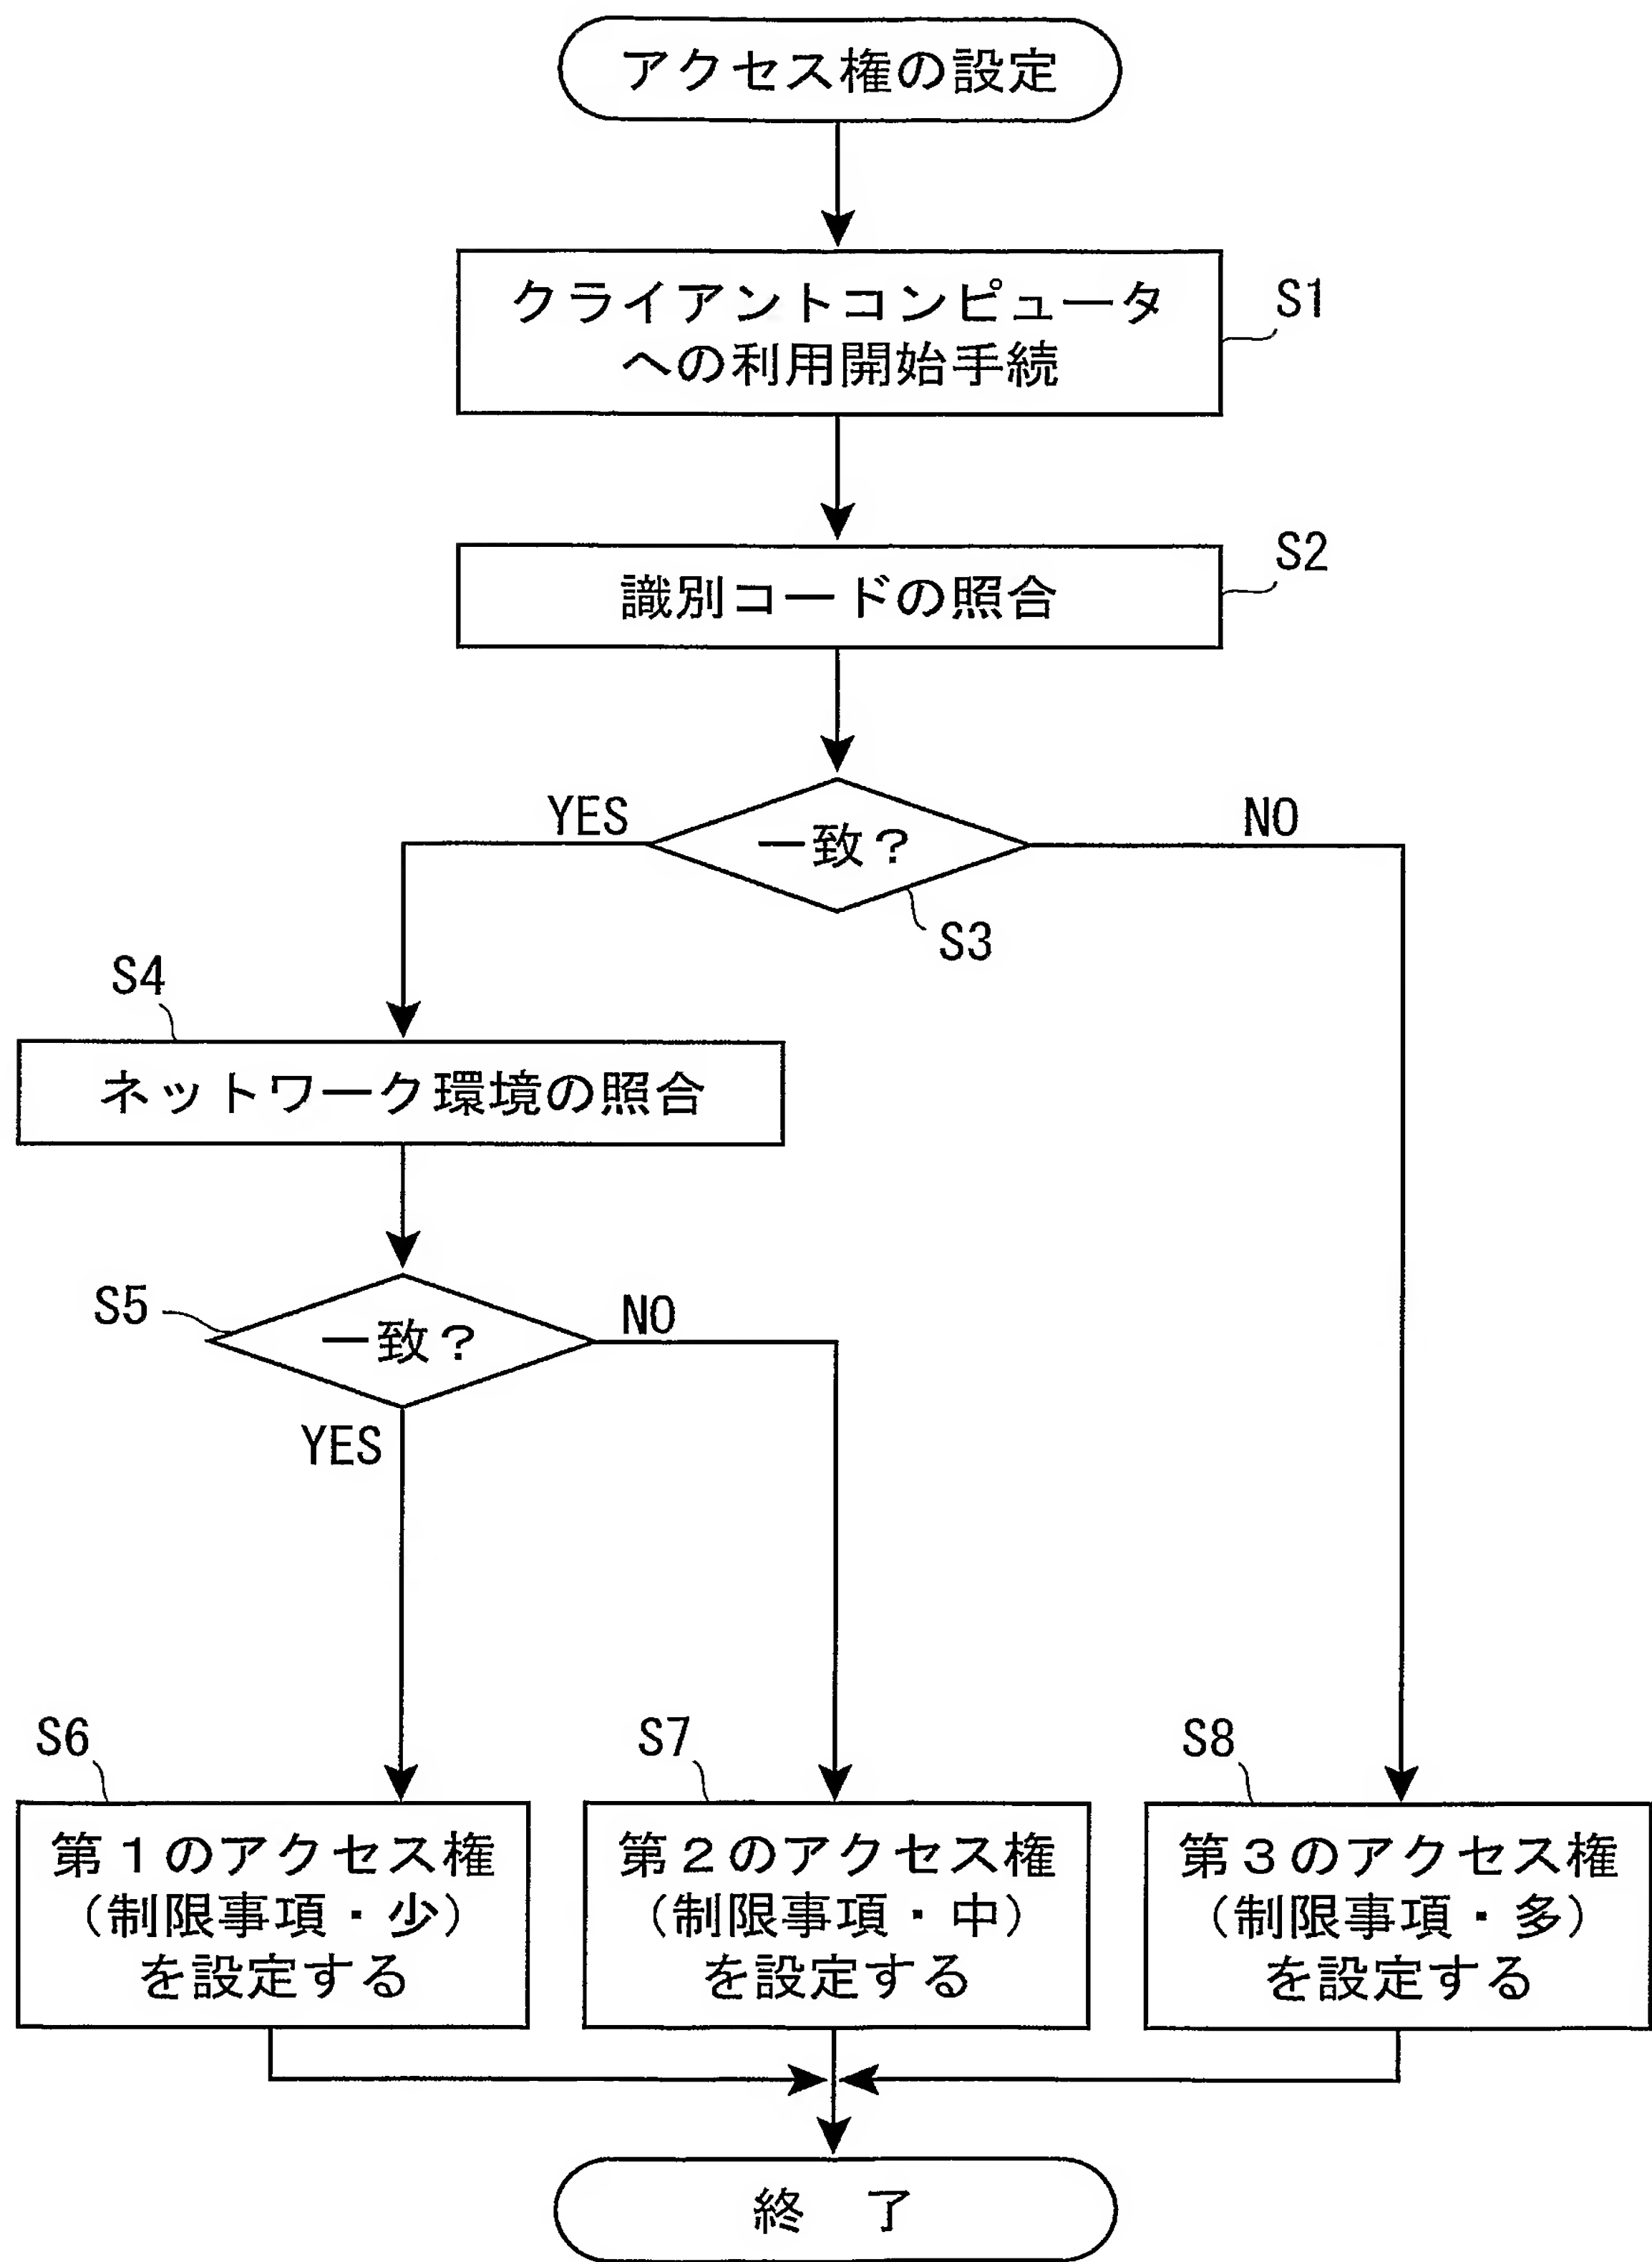 アクセス権の設定
クライアントコンピュータ
への利用開始手続
S1
識別コードの照合
S2
YES
一致？
NO
S3
S4
ネットワーク環境の照合
S5
一致？
NO
YES
S6
第１のアクセス権
（制限事項・少）
を設定する
S7
第２のアクセス権
（制限事項・中）
を設定する
S8
第３のアクセス権
（制限事項・多）
を設定する
終　了